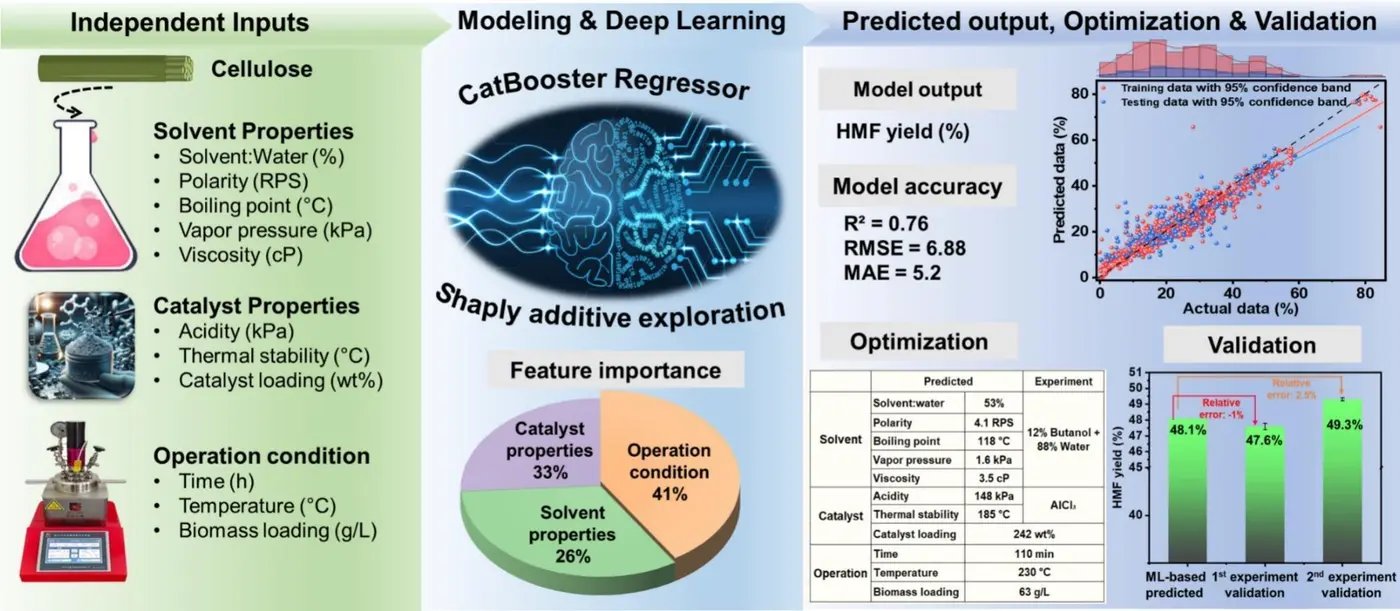 Independent Inputs
Cellulose
Solvent Properties
• Solvent:Water (%)
• Polarity (RPS)
• Boiling point (°C)
• Vapor pressure (kPa)
• Viscosity (cP)
Catalyst Properties
• Acidity (kPa)
• Thermal stability (°C)
• Catalyst loading (wt%)
Operation condition
• Time (h)
• Temperature (°C)
• Biomass loading (g/L)
Modeling & Deep Learning
CatBooster Regressor
Shaply additive exploration
Feature importance
Catalyst
properties
33%
Operation
condition
41%
Solvent
properties
26%
Predicted output, Optimization & Validation
Model output
HMF yield (%)
Model accuracy
R² = 0.76
RMSE = 6.88
MAE = 5.2
Training data with 95% confidence band
Testing data with 95% confidence band
Predicted data (%)
80
60
40
20
0
0 20 40 60 80
Actual data (%)
Optimization
Predicted Experiment
Solvent
Solvent:water 53%
Polarity 4.1 RPS
Boiling point 118 °C
Vapor pressure 1.6 kPa
Viscosity 3.5 cP
12% Butanol +
88% Water
Catalyst
Acidity 148 kPa
Thermal stability 185 °C
AlCl₃
Catalyst loading 242 wt%
Operation
Time 110 min
Temperature 230 °C
Biomass loading 63 g/L
Validation
HMF yield (%)
51
50
49
48
47
46
45
40
Relative
error: 2.5%
Relative
error: -1%
48.1%
47.6%
49.3%
ML-based
predicted
1st experiment
validation
2nd experiment
validation